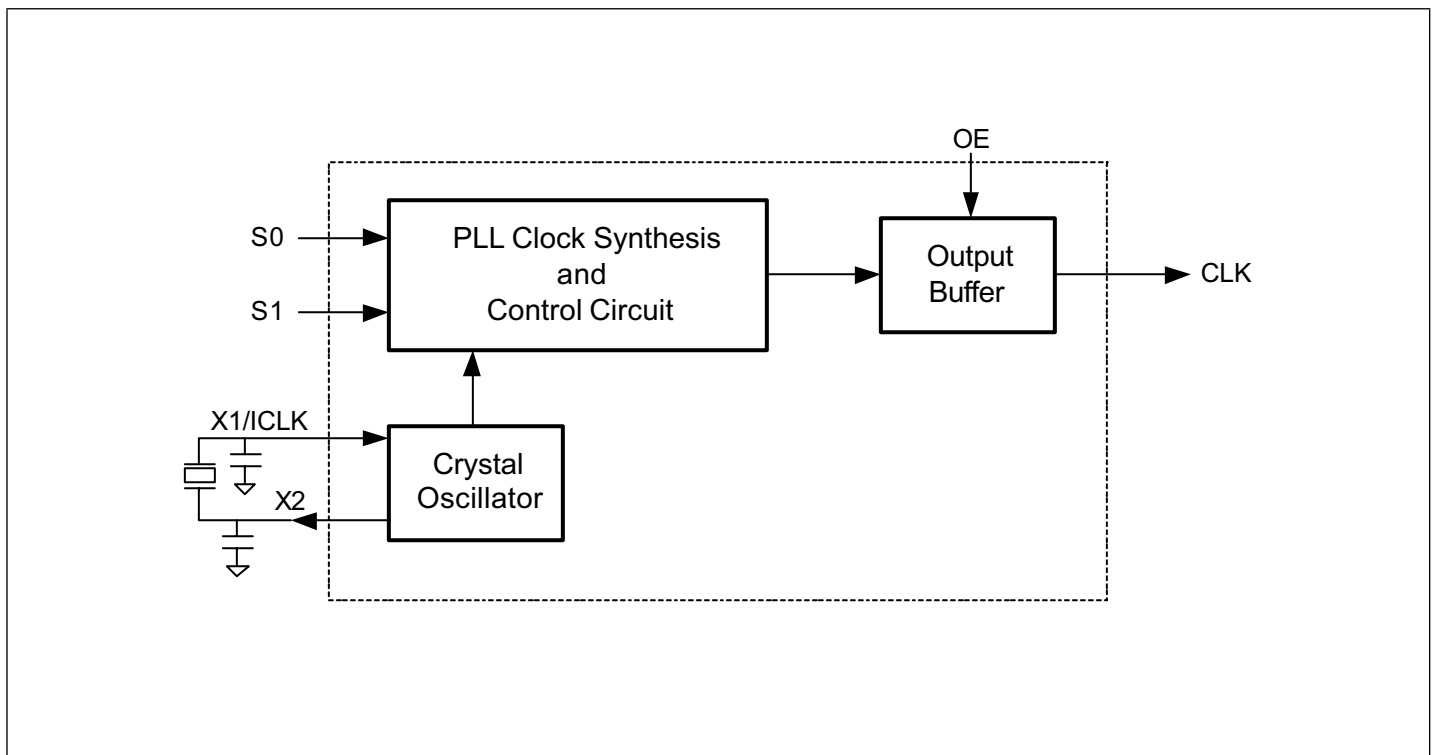 OE
S0
PLL Clock Synthesis
and
Control Circuit
S1
Output
Buffer
CLK
X1/ICLK
Crystal
Oscillator
X2